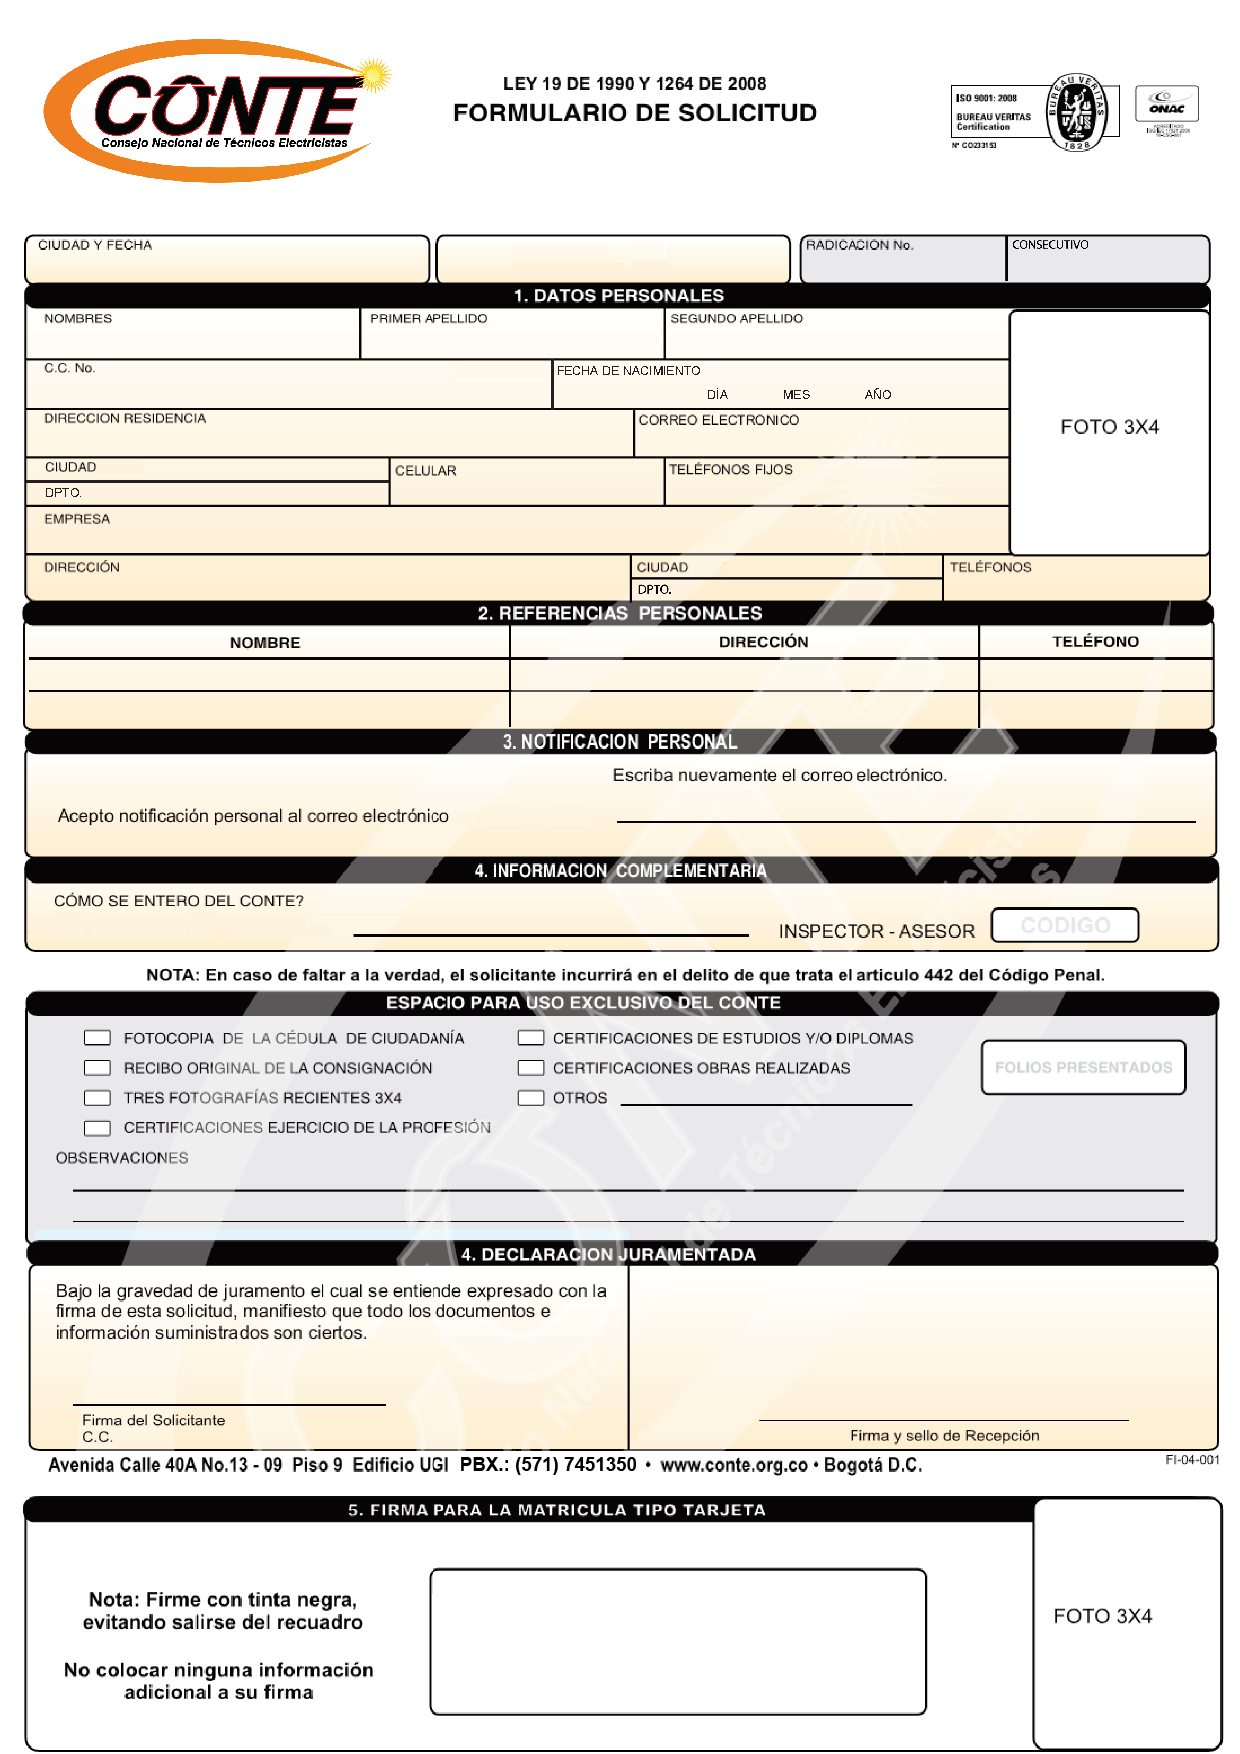 CONTE
Consejo Nacional de Técnicos Electricistas
LEY 19 DE 1990 Y 1264 DE 2008
FORMULARIO DE SOLICITUD
ISO 9001: 2008
BUREAU VERITAS
Certification
Nº CO233153
BUREAU VERITAS
1828
ONAC
ACREDITADO
CIUDAD Y FECHA
RADICACION No.
CONSECUTIVO
1. DATOS PERSONALES
NOMBRES
PRIMER APELLIDO
SEGUNDO APELLIDO
C.C. No.
FECHA DE NACIMIENTO
DÍA MES AÑO
FOTO 3X4
DIRECCION RESIDENCIA
CORREO ELECTRONICO
CIUDAD
DPTO.
CELULAR
TELÉFONOS FIJOS
EMPRESA
DIRECCIÓN
CIUDAD
DPTO.
TELÉFONOS
2. REFERENCIAS PERSONALES
NOMBRE DIRECCIÓN TELÉFONO
3. NOTIFICACION PERSONAL
Escriba nuevamente el correo electrónico.
Acepto notificación personal al correo electrónico
4. INFORMACION COMPLEMENTARIA
CÓMO SE ENTERO DEL CONTE?
INSPECTOR - ASESOR
CODIGO
NOTA: En caso de faltar a la verdad, el solicitante incurrirá en el delito de que trata el articulo 442 del Código Penal.
ESPACIO PARA USO EXCLUSIVO DEL CONTE
FOTOCOPIA DE LA CÉDULA DE CIUDADANÍA
CERTIFICACIONES DE ESTUDIOS Y/O DIPLOMAS
RECIBO ORIGINAL DE LA CONSIGNACIÓN
CERTIFICACIONES OBRAS REALIZADAS
FOLIOS PRESENTADOS
TRES FOTOGRAFÍAS RECIENTES 3X4
OTROS
CERTIFICACIONES EJERCICIO DE LA PROFESIÓN
OBSERVACIONES
4. DECLARACION JURAMENTADA
Bajo la gravedad de juramento el cual se entiende expresado con la
firma de esta solicitud, manifiesto que todo los documentos e
información suministrados son ciertos.
Firma del Solicitante
C.C.
Firma y sello de Recepción
Avenida Calle 40A No.13 - 09 Piso 9 Edificio UGI PBX.: (571) 7451350 • www.conte.org.co • Bogotá D.C.
FI-04-001
5. FIRMA PARA LA MATRICULA TIPO TARJETA
Nota: Firme con tinta negra,
evitando salirse del recuadro
No colocar ninguna información
adicional a su firma
FOTO 3X4